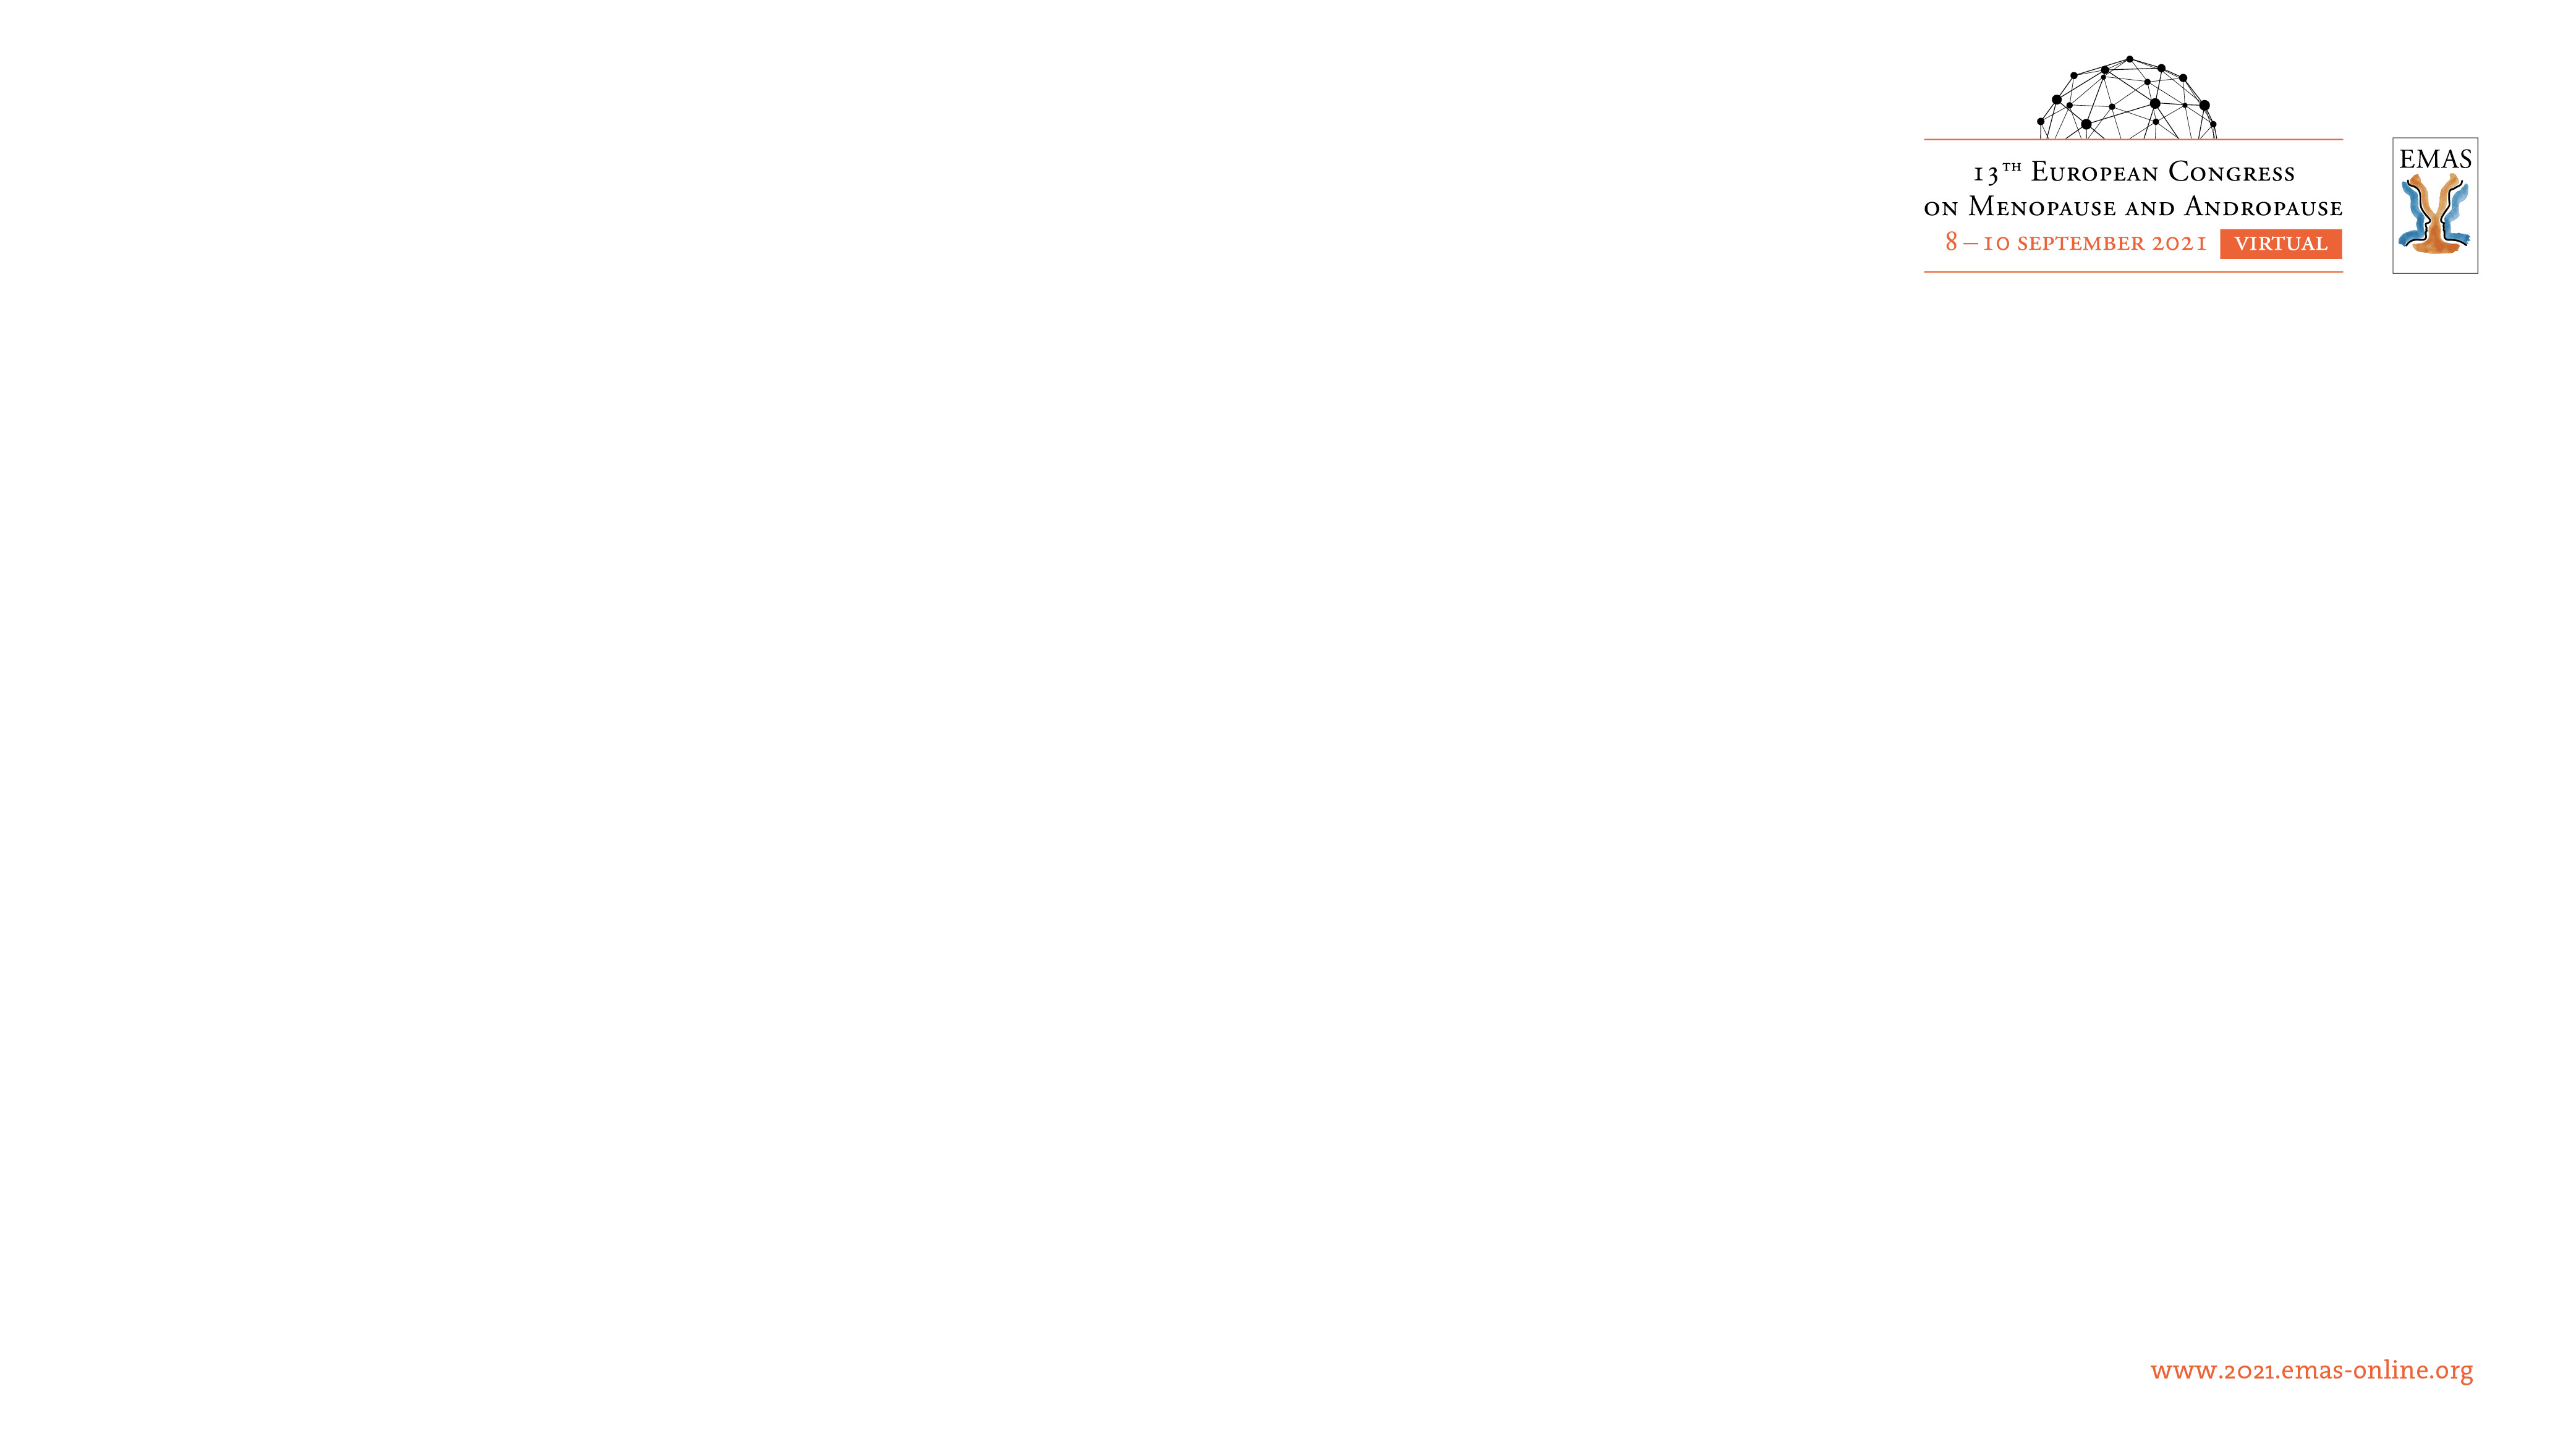 13TH European Congress
on Menopause and Andropause
8 – 10 september 2021 virtual
EMAS
www.2021.emas-online.org